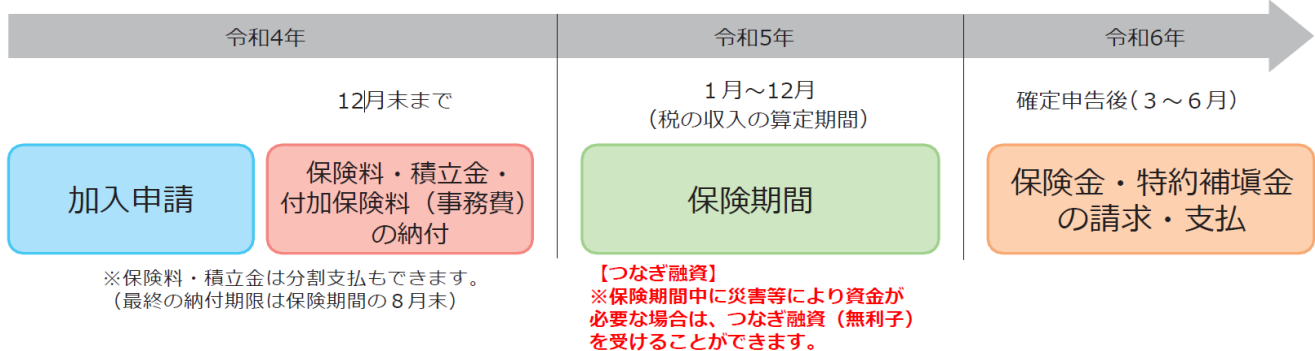 令和4年
令和5年
令和6年
12月末まで
１月～12月
（税の収入の算定期間）
確定申告後（３～６月）
加入申請
保険料・積立金・
付加保険料（事務費）
の納付
保険期間
保険金・特約補塡金
の請求・支払
※保険料・積立金は分割支払もできます。
（最終の納付期限は保険期間の８月末）
【つなぎ融資】
※保険期間中に災害等により資金が
必要な場合は、つなぎ融資（無利子）
を受けることができます。